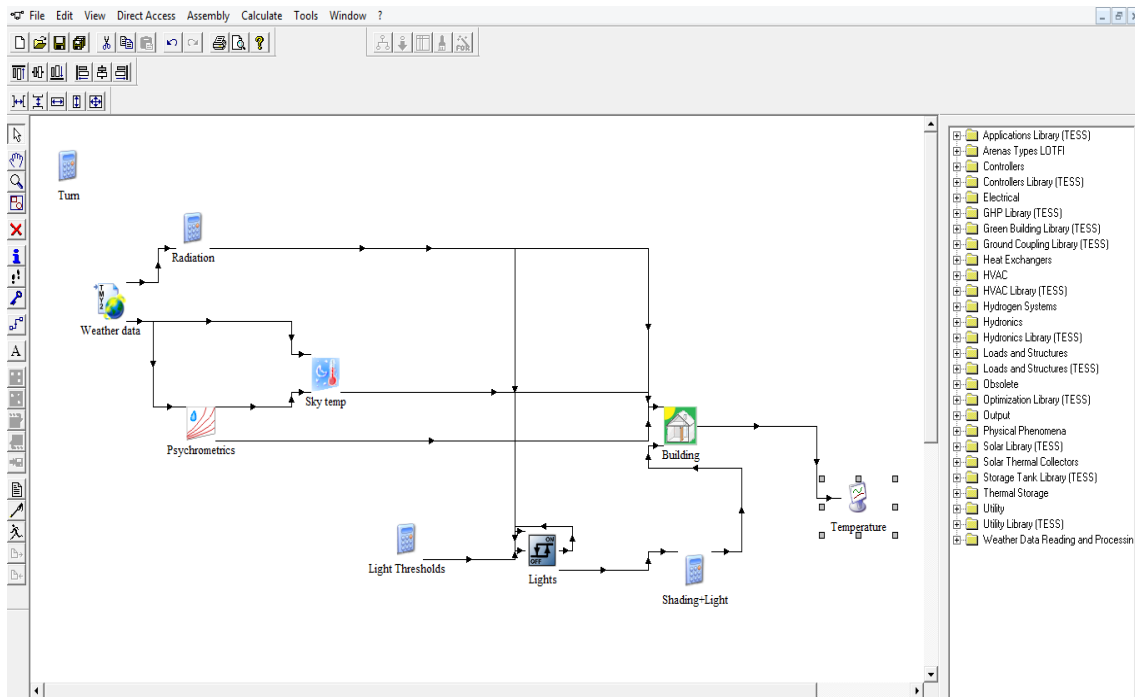 File Edit View Direct Access Assembly Calculate Tools Window ?
Turn
Radiation
TMY2
Weather data
Sky temp
Psychrometrics
Building
Temperature
Light Thresholds
ON
OFF
Lights
Shading+Light
Applications Library (TESS)
Arenas Types LOTFI
Controllers
Controllers Library (TESS)
Electrical
GHP Library (TESS)
Green Building Library (TESS)
Ground Coupling Library (TESS)
Heat Exchangers
HVAC
HVAC Library (TESS)
Hydrogen Systems
Hydronics
Hydronics Library (TESS)
Loads and Structures
Loads and Structures (TESS)
Obsolete
Optimization Library (TESS)
Output
Physical Phenomena
Solar Library (TESS)
Solar Thermal Collectors
Storage Tank Library (TESS)
Thermal Storage
Utility
Utility Library (TESS)
Weather Data Reading and Processin